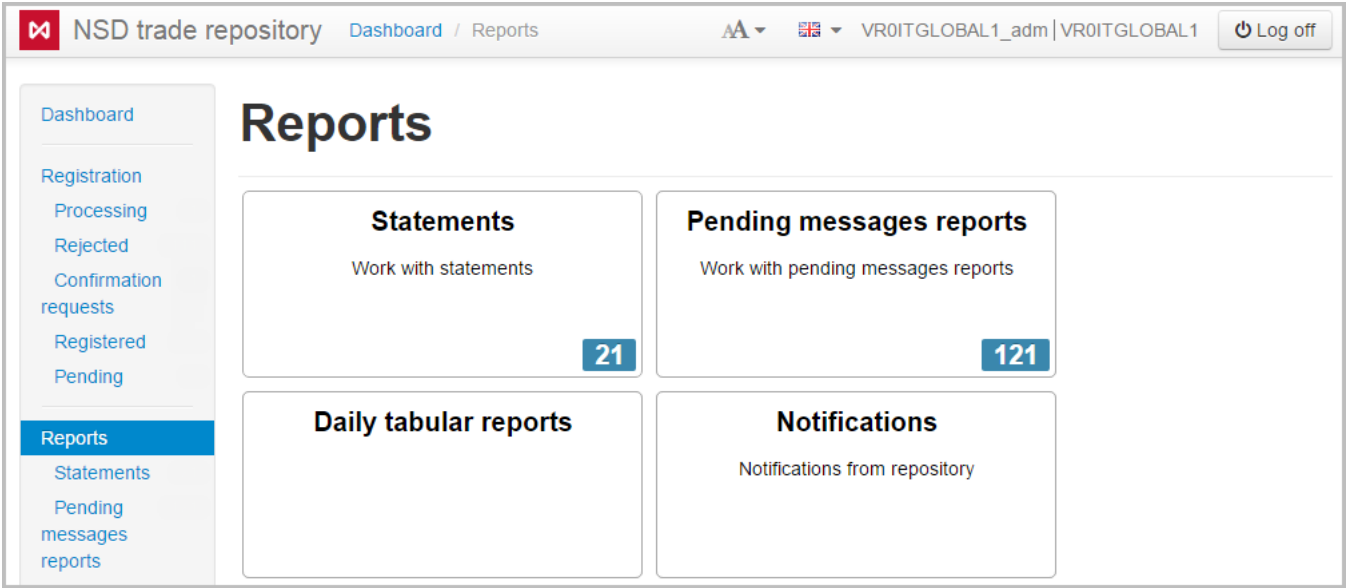 NSD trade repository Dashboard / Reports AA VR0ITGLOBAL1_adm | VR0ITGLOBAL1 Log off
Dashboard
Registration
Processing
Rejected
Confirmation
requests
Registered
Pending
Reports
Statements
Pending
messages
reports
Reports
Statements
Work with statements
21
Pending messages reports
Work with pending messages reports
121
Daily tabular reports
Notifications
Notifications from repository